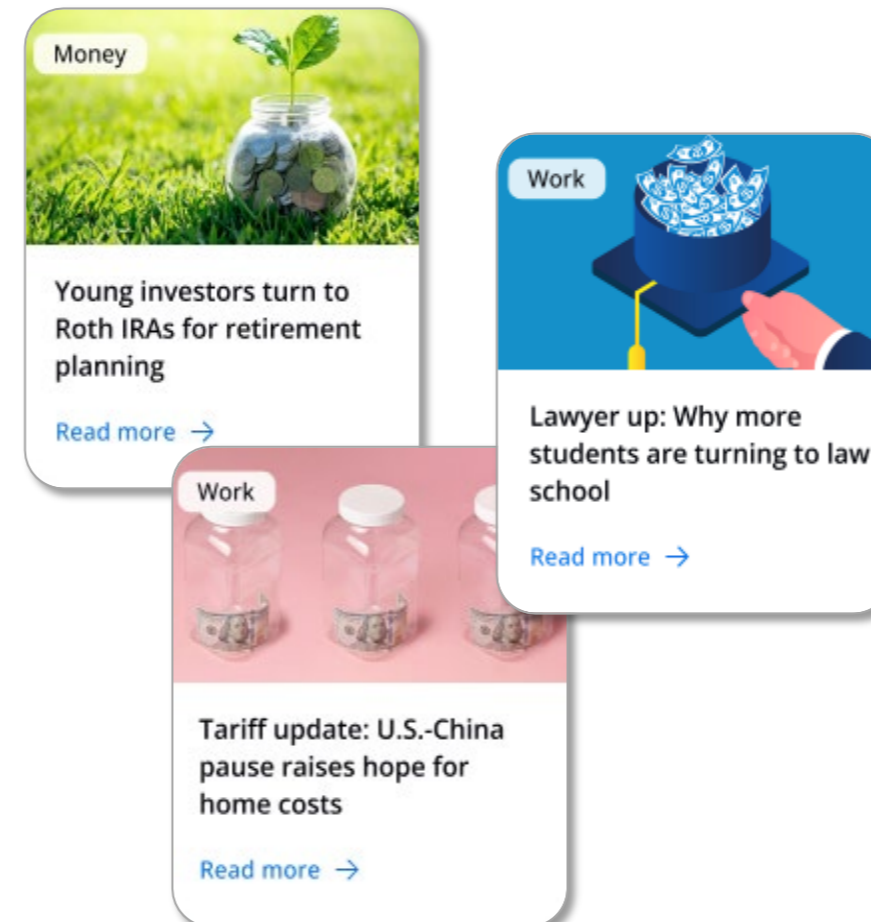 Money
Young investors turn to
Roth IRAs for retirement
planning
Read more →
Work
Lawyer up: Why more
students are turning to law
school
Read more →
Work
Tariff update: U.S.-China
pause raises hope for
home costs
Read more →